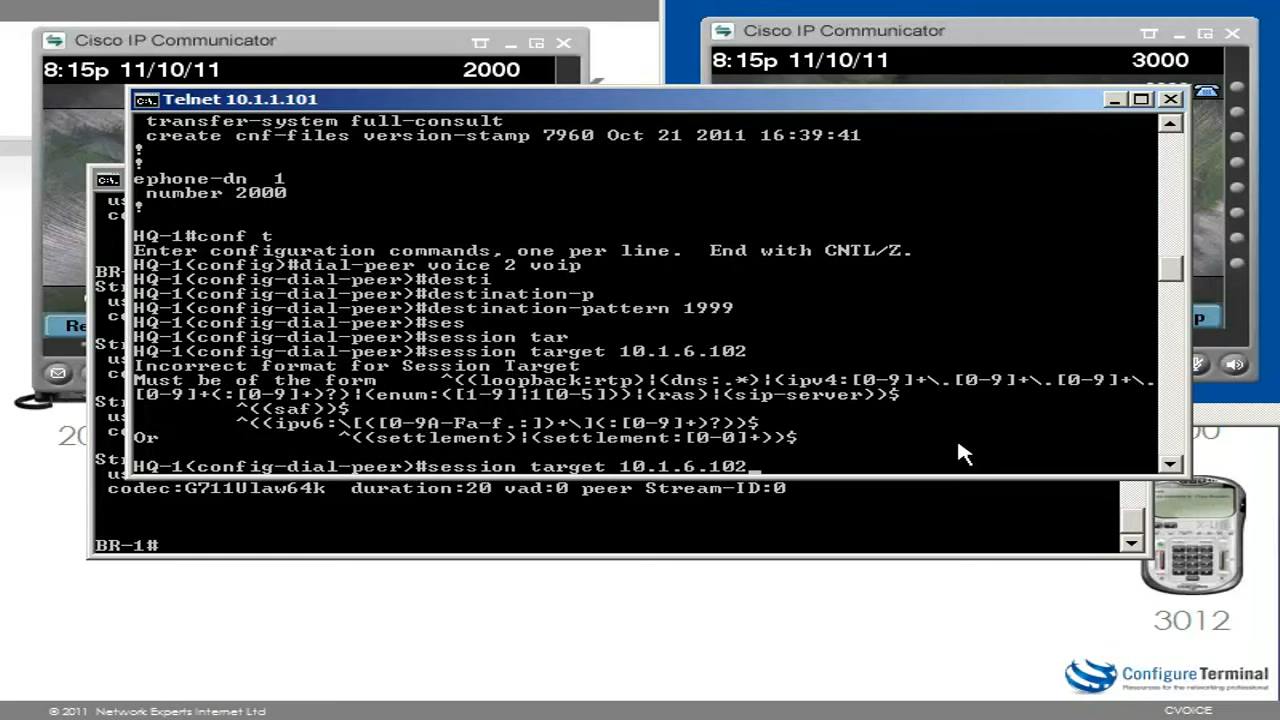 Cisco IP Communicator
8:15p 11/10/11 2000
Cisco IP Communicator
8:15p 11/10/11 3000
Telnet 10.1.1.101
transfer-system full-consult
create cnf-files version-stamp 7960 Oct 21 2011 16:39:41
!
!
ephone-dn  1
number 2000
!
HQ-1#conf t
Enter configuration commands, one per line.  End with CNTL/Z.
HQ-1(config)#dial-peer voice 2 voip
HQ-1(config-dial-peer)#desti
HQ-1(config-dial-peer)#destination-p
HQ-1(config-dial-peer)#destination-pattern 1999
HQ-1(config-dial-peer)#ses
HQ-1(config-dial-peer)#session tar
HQ-1(config-dial-peer)#session target 10.1.6.102
Incorrect format for Session Target
Must be of the form      ^((loopback:rtp)|(dns:.*)|(ipv4:[0-9]+\.[0-9]+\.[0-9]+\.
[0-9]+(:[0-9]+)?)|(enum:([1-9]|1[0-5]))|(ras)|(sip-server))$
^((saf))$
^((ipv6:\[([0-9A-Fa-f.:])+\](:[0-9]+)?))$
Or               ^((settlement)|(settlement:[0-0]+))$
HQ-1(config-dial-peer)#session target 10.1.6.102_
codec:G711Ulaw64k  duration:20 vad:0 peer Stream-ID:0
BR-1#
3012
ConfigureTerminal
Resources for the networking professional
© 2011 Network Experts Internet Ltd
CVOICE